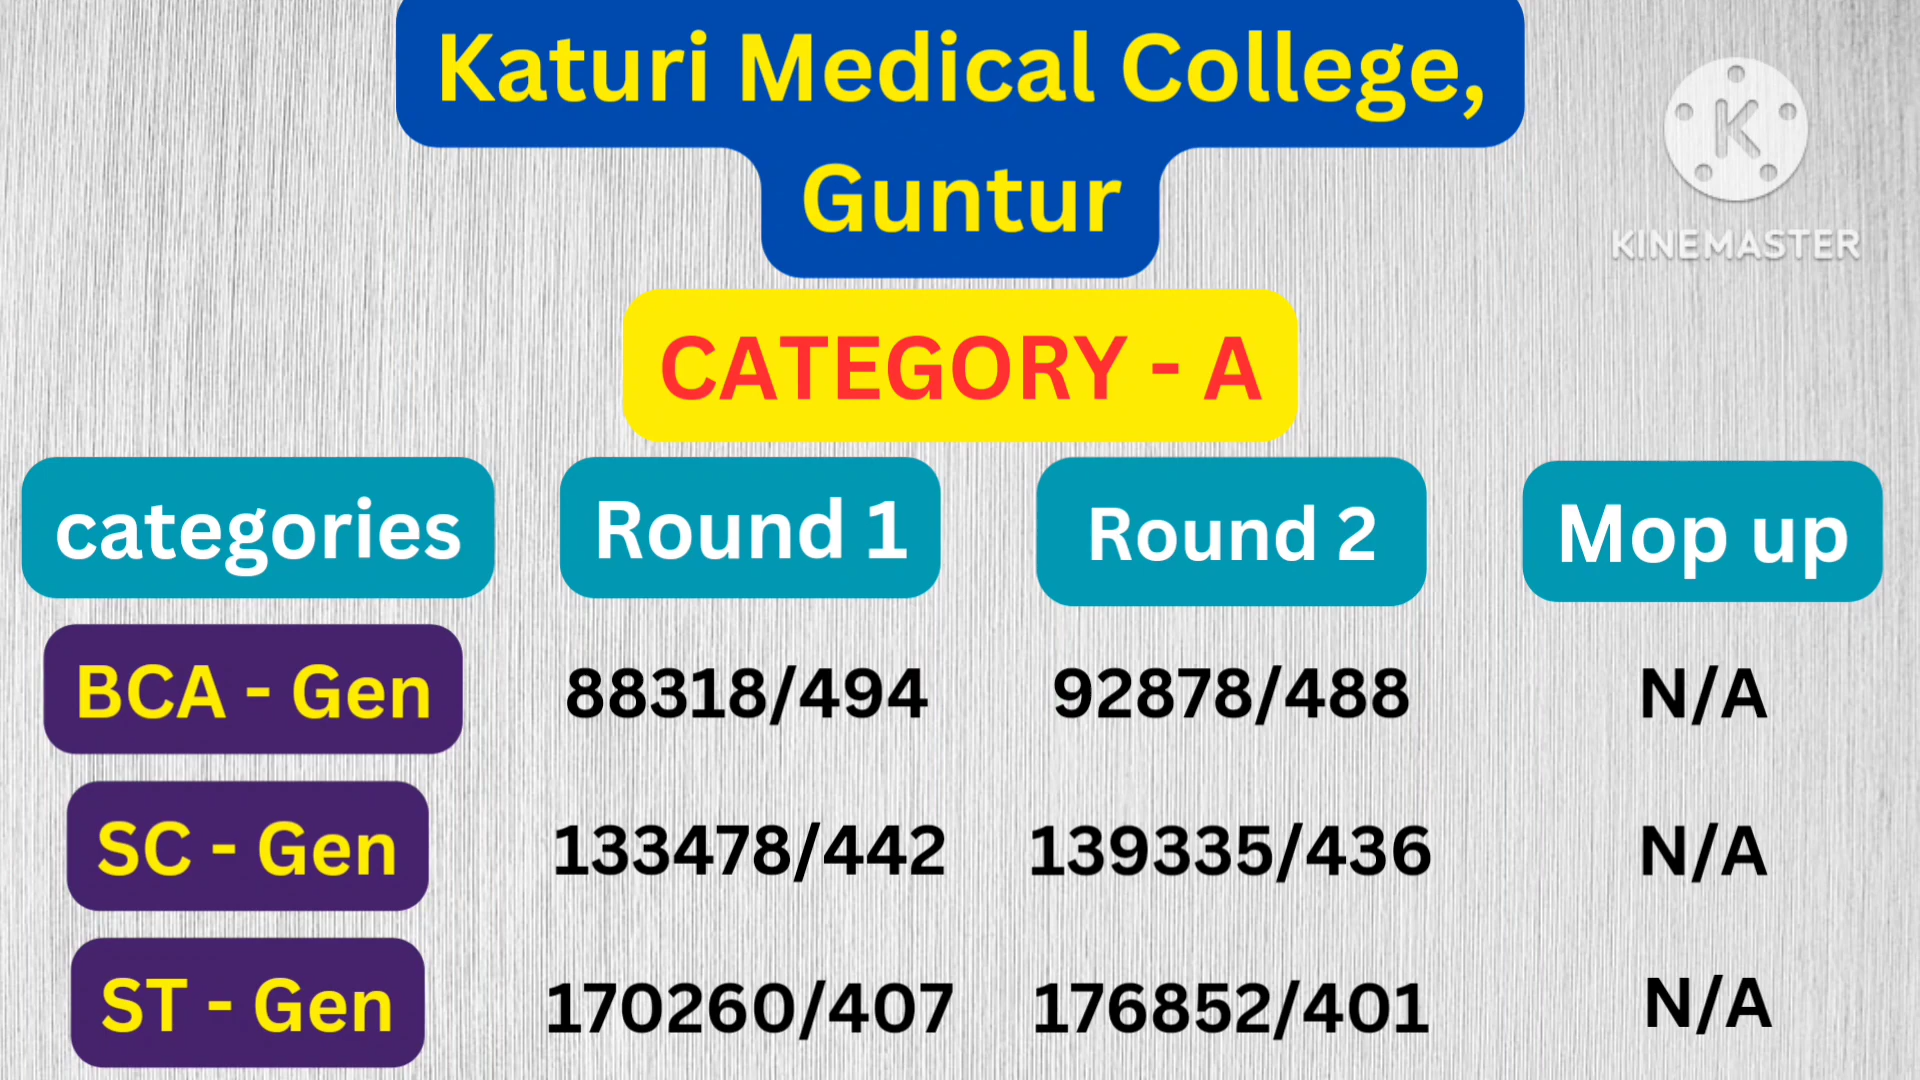 Katuri Medical College,
Guntur
K
KINEMASTER
CATEGORY - A
categories Round 1 Round 2 Mop up
BCA - Gen 88318/494 92878/488 N/A
SC - Gen 133478/442 139335/436 N/A
ST - Gen 170260/407 176852/401 N/A